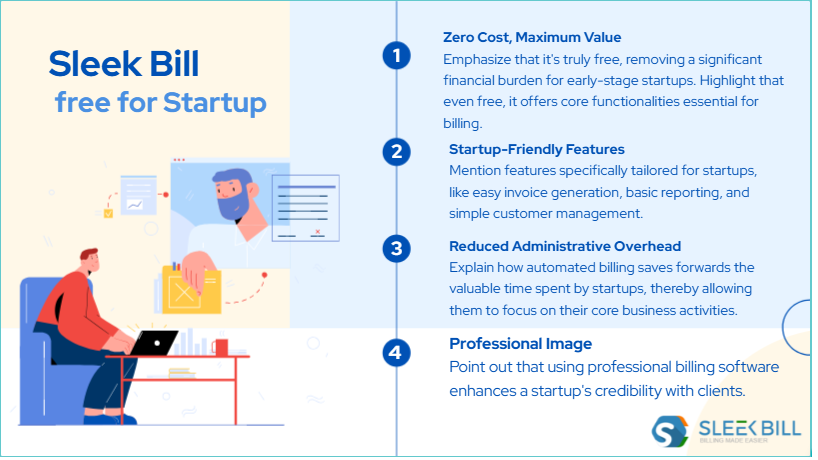 Sleek Bill
free for Startup
1
Zero Cost, Maximum Value
Emphasize that it's truly free, removing a significant
financial burden for early-stage startups. Highlight that
even free, it offers core functionalities essential for
billing.
2
Startup-Friendly Features
Mention features specifically tailored for startups,
like easy invoice generation, basic reporting, and
simple customer management.
3
Reduced Administrative Overhead
Explain how automated billing saves forwards the
valuable time spent by startups, thereby allowing
them to focus on their core business activities.
4
Professional Image
Point out that using professional billing software
enhances a startup's credibility with clients.
SLEEK BILL
BILLING MADE EASIER